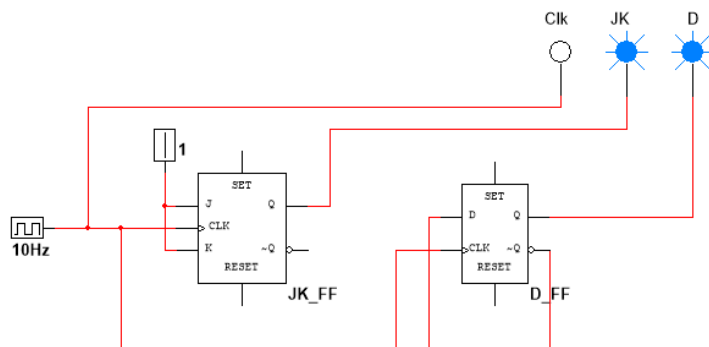 Clk JK D
1
SET
J Q
CLK
K ~Q
RESET
JK_FF
10Hz
SET
D Q
CLK ~Q
RESET
D_FF